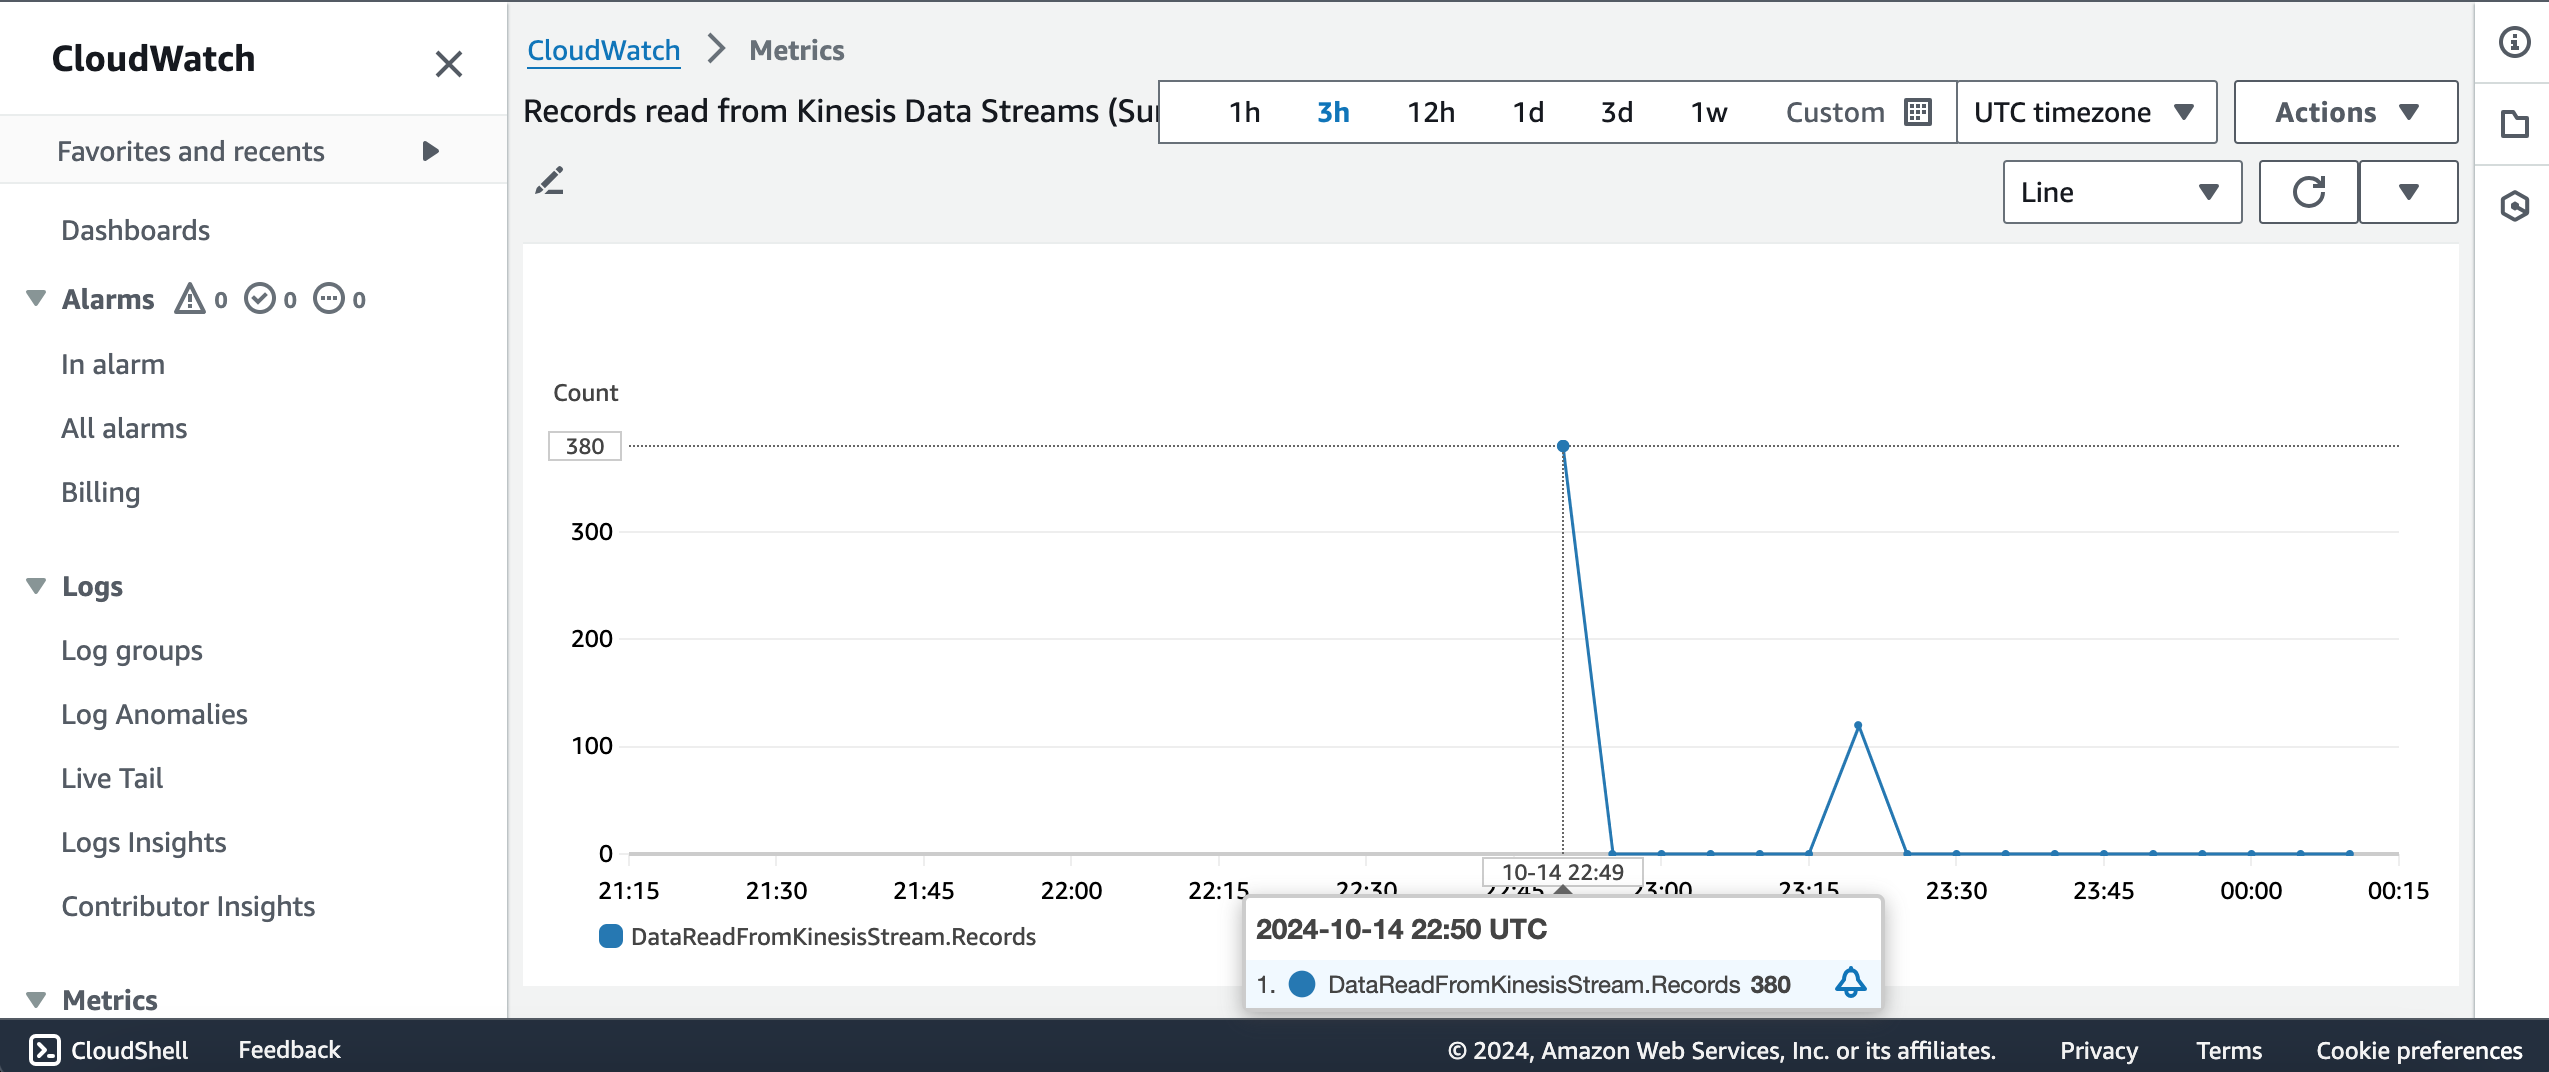 CloudWatch
Favorites and recents
Dashboards
Alarms 0 0 0
In alarm
All alarms
Billing
Logs
Log groups
Log Anomalies
Live Tail
Logs Insights
Contributor Insights
Metrics
CloudWatch > Metrics
Records read from Kinesis Data Streams (Su
1h 3h 12h 1d 3d 1w Custom
UTC timezone
Actions
Line
Count
380
300
200
100
0
10-14 22:49
21:15 21:30 21:45 22:00 22:15 22:30 22:45 23:00 23:15 23:30 23:45 00:00 00:15
DataReadFromKinesisStream.Records
2024-10-14 22:50 UTC
1. DataReadFromKinesisStream.Records 380
CloudShell Feedback
© 2024, Amazon Web Services, Inc. or its affiliates. Privacy Terms Cookie preferences